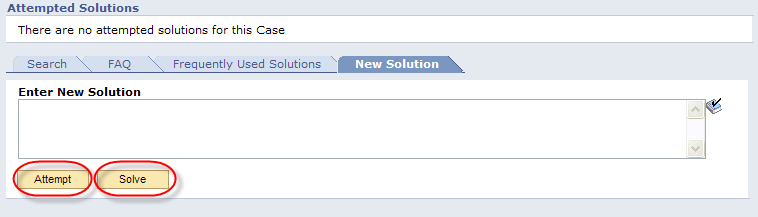 Attempted Solutions
There are no attempted solutions for this Case
Search FAQ Frequently Used Solutions New Solution
Enter New Solution
Attempt Solve